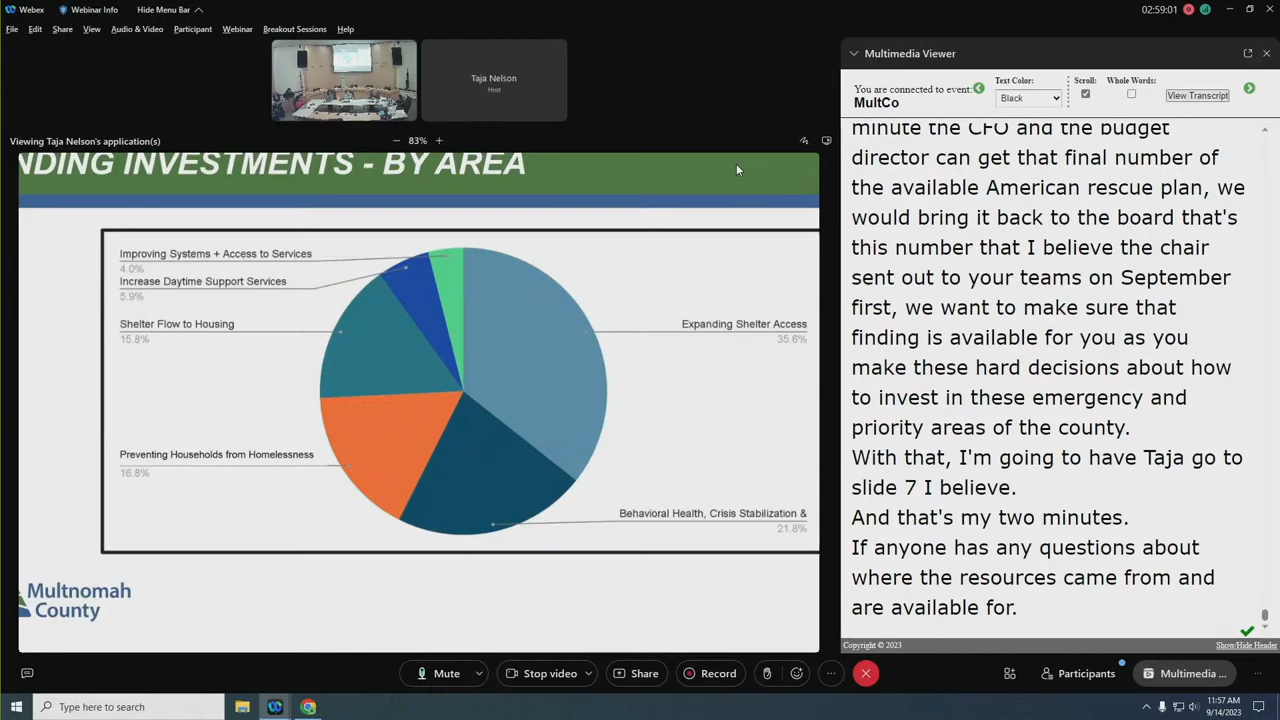 Webex
Webinar Info
Hide Menu Bar
02:59:01
File Edit Share View Audio & Video Participant Webinar Breakout Sessions Help
Taja Nelson
Host
Viewing Taja Nelson's application(s)
83%
NDING INVESTMENTS - BY AREA
Improving Systems + Access to Services
4.0%
Increase Daytime Support Services
5.9%
Shelter Flow to Housing
15.8%
Preventing Households from Homelessness
16.8%
Expanding Shelter Access
35.6%
Behavioral Health, Crisis Stabilization &
21.8%
Multnomah
County
Multimedia Viewer
You are connected to event:
MultCo
Text Color:
Black
Scroll:
Whole Words:
View Transcript
minute the CFO and the budget
director can get that final number of
the available American rescue plan, we
would bring it back to the board that's
this number that I believe the chair
sent out to your teams on September
first, we want to make sure that
finding is available for you as you
make these hard decisions about how
to invest in these emergency and
priority areas of the county.
With that, I'm going to have Taja go to
slide 7 I believe.
And that's my two minutes.
If anyone has any questions about
where the resources came from and
are available for.
Copyright © 2023
Show/Hide Header
Mute
Stop video
Share
Record
Participants
Multimedia ...
Type here to search
11:57 AM
9/14/2023